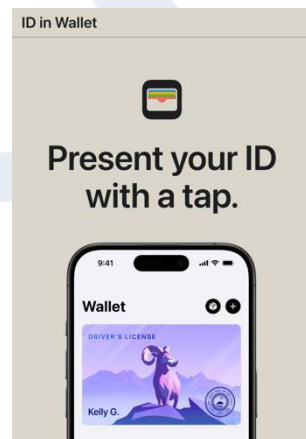 ID in Wallet
Present your ID
with a tap.
9:41
Wallet
DRIVER'S LICENSE
Kelly G.